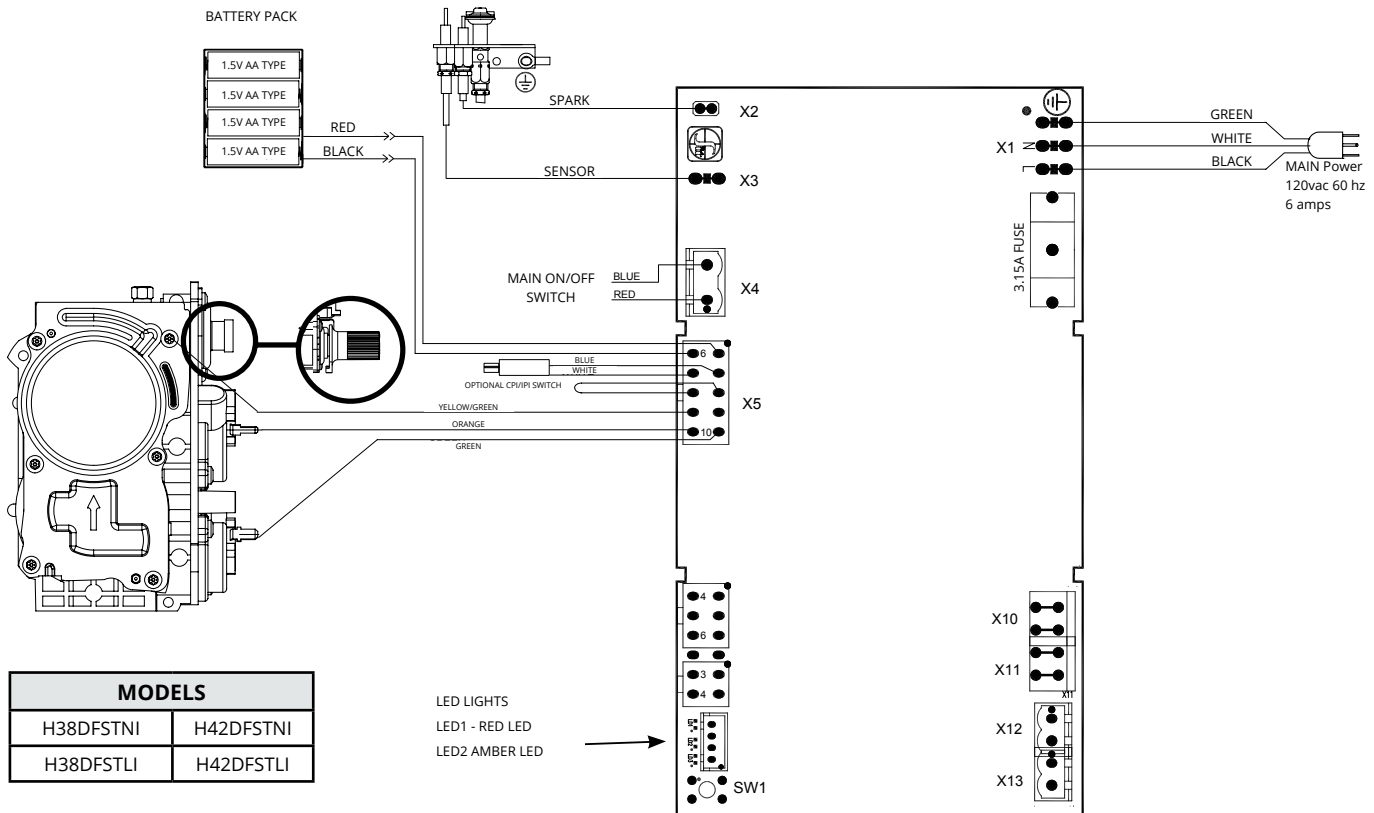 BATTERY PACK
1.5V AA TYPE
1.5V AA TYPE
1.5V AA TYPE
1.5V AA TYPE
RED
BLACK
SPARK
SENSOR
X2
X3
X1
N
L
GREEN
WHITE
BLACK
MAIN Power
120vac 60 hz
6 amps
3.15A FUSE
MAIN ON/OFF
SWITCH
BLUE
RED
X4
6
BLUE
WHITE
OPTIONAL CPI/IPI SWITCH
X5
YELLOW/GREEN
ORANGE
10
GREEN
4
6
3
4
X10
X11
X11
X12
X13
MODELS
H38DFSTNI H42DFSTNI
H38DFSTLI H42DFSTLI
LED LIGHTS
LED1 - RED LED
LED2 AMBER LED
SW1